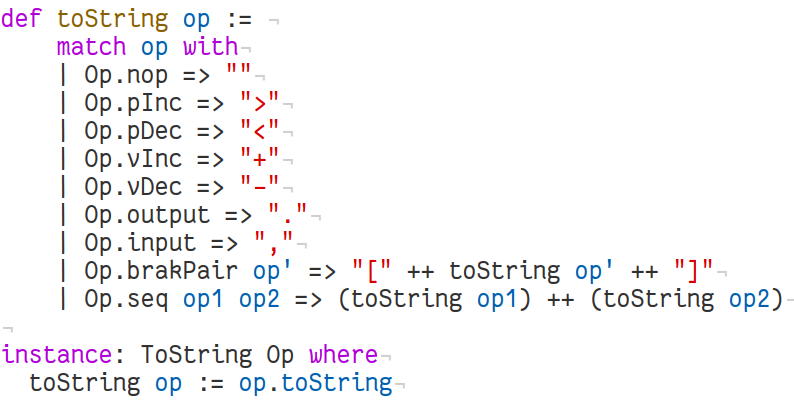 def toString op :=
    match op with
    | Op.nop => ""
    | Op.pInc => ">"
    | Op.pDec => "<"
    | Op.vInc => "+"
    | Op.vDec => "-"
    | Op.output => "."
    | Op.input => ","
    | Op.brakPair op' => "[" ++ toString op' ++ "]"
    | Op.seq op1 op2 => (toString op1) ++ (toString op2)

instance: ToString Op where
  toString op := op.toString